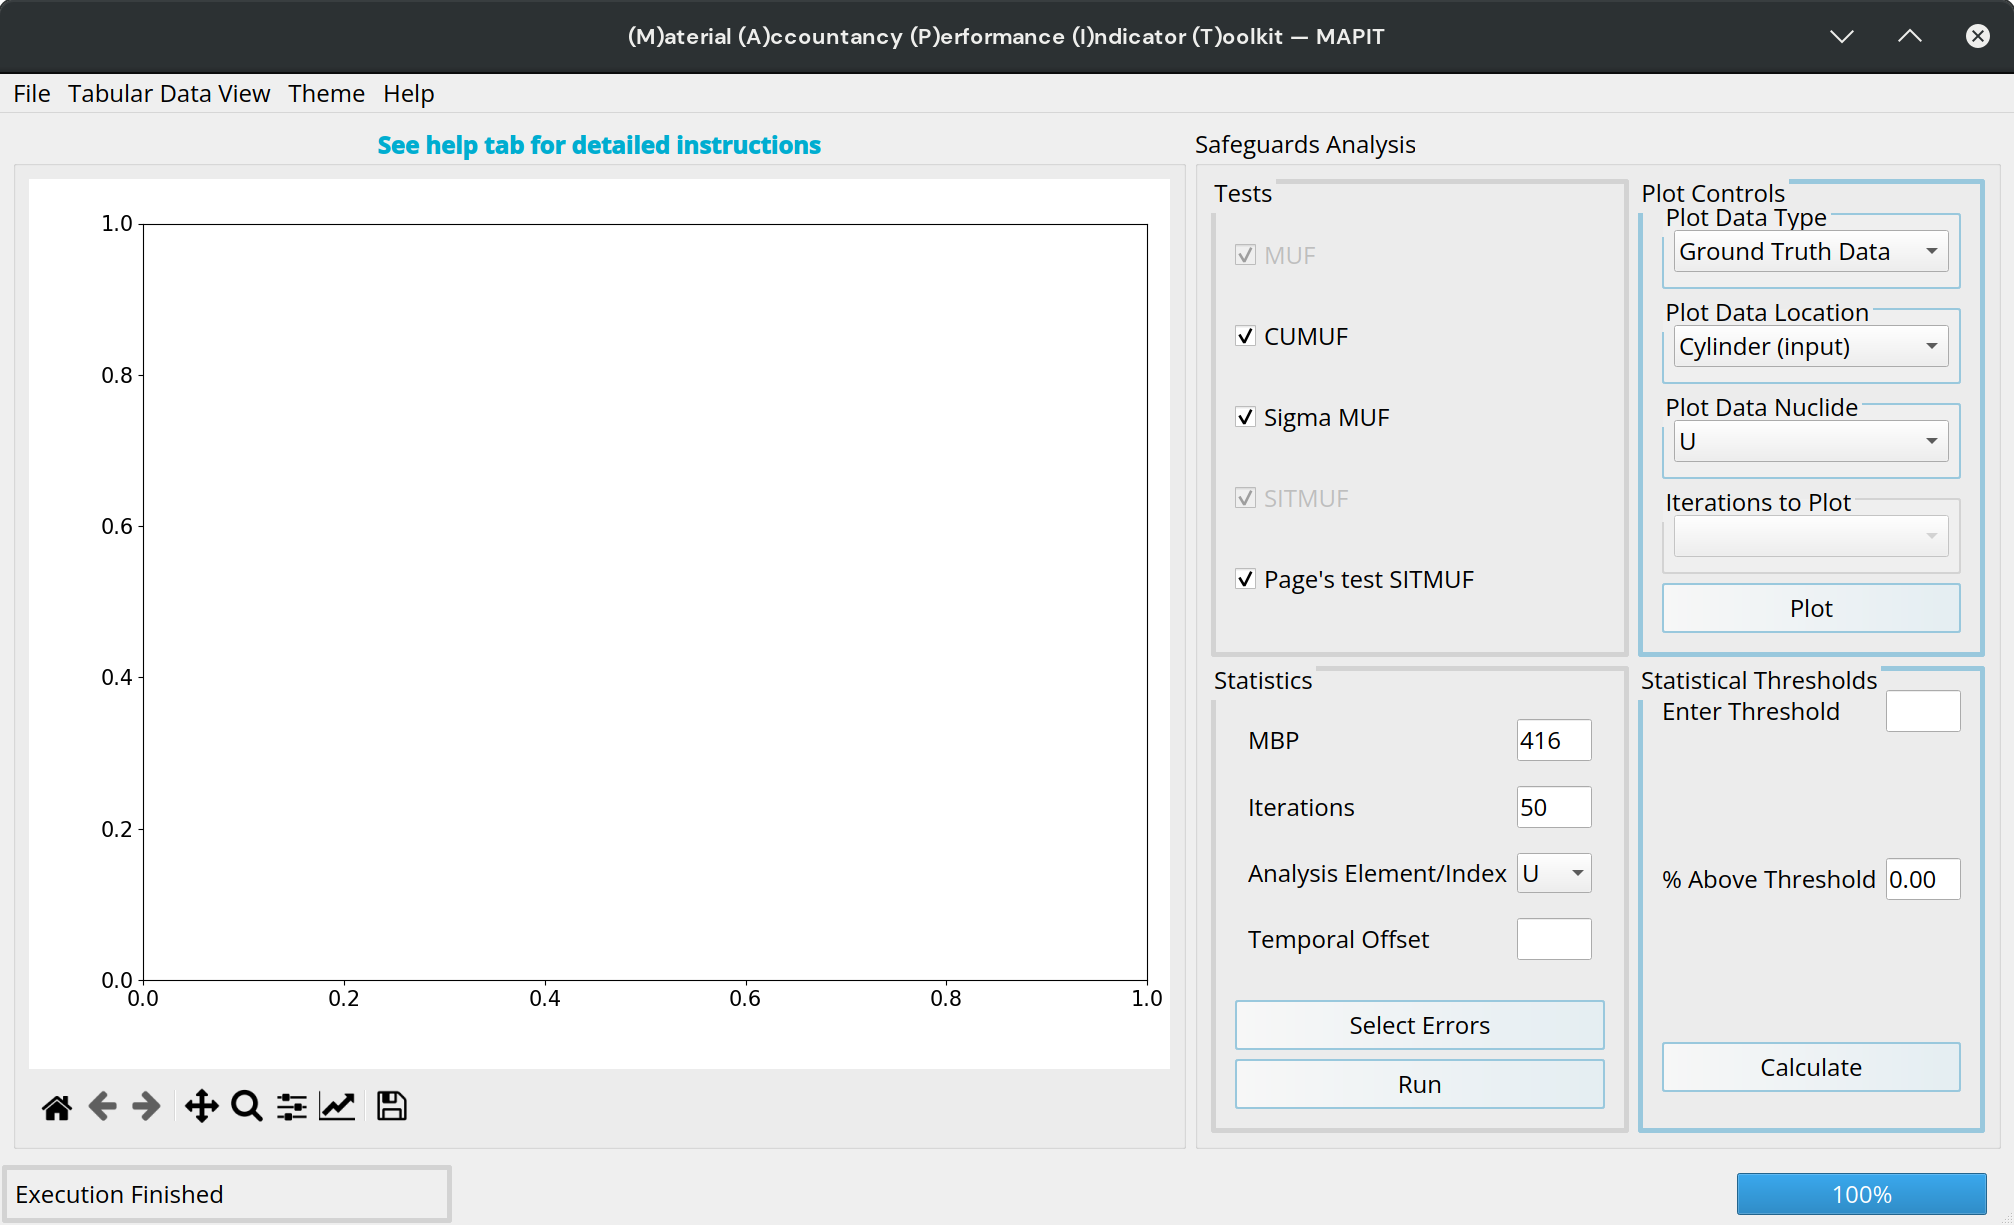 (M)aterial (A)ccountancy (P)erformance (I)ndicator (T)oolkit — MAPIT
File Tabular Data View Theme Help
See help tab for detailed instructions
1.0
0.8
0.6
0.4
0.2
0.0
0.0 0.2 0.4 0.6 0.8 1.0
Safeguards Analysis
Tests
MUF
CUMUF
Sigma MUF
SITMUF
Page's test SITMUF
Plot Controls
Plot Data Type
Ground Truth Data
Plot Data Location
Cylinder (input)
Plot Data Nuclide
U
Iterations to Plot
Plot
Statistics
MBP 416
Iterations 50
Analysis Element/Index U
Temporal Offset
Select Errors
Run
Statistical Thresholds
Enter Threshold
% Above Threshold 0.00
Calculate
Execution Finished
100%